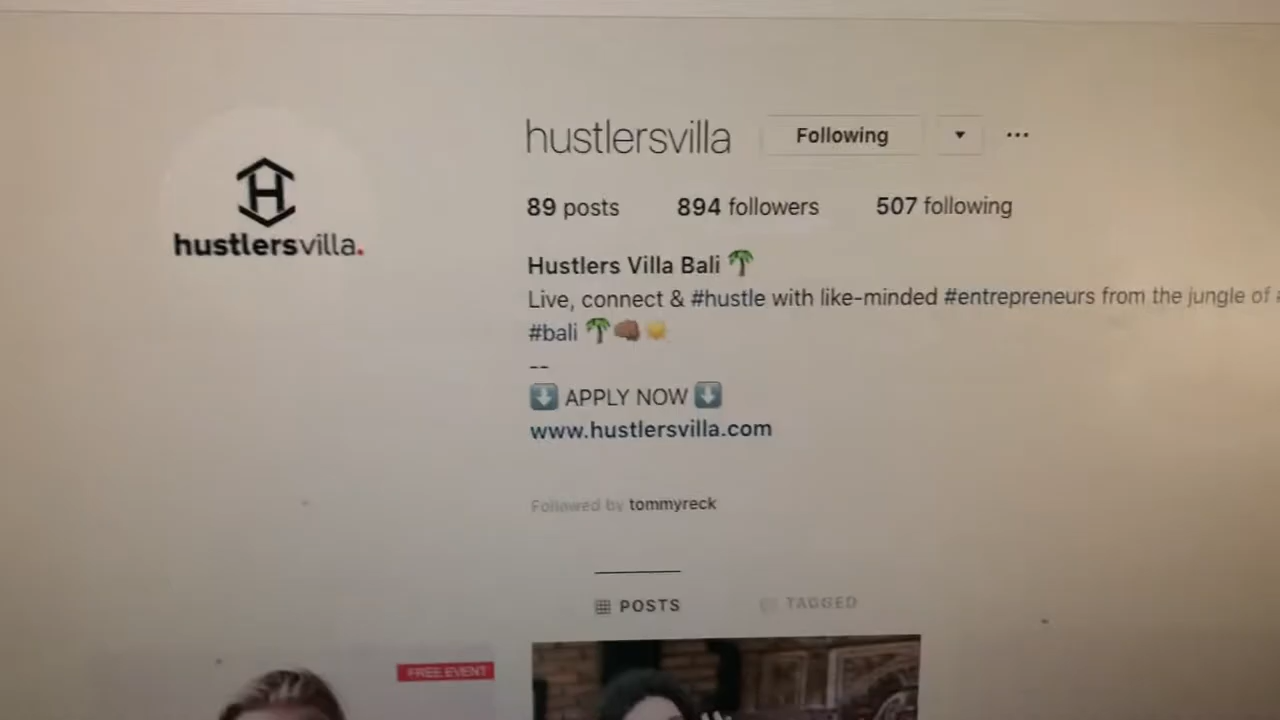 hustlersvilla Following
89 posts 894 followers 507 following
H
hustlersvilla.
Hustlers Villa Bali 🌴
Live, connect & #hustle with like-minded #entrepreneurs from the jungle of #
#bali 🌴👊🏾☀️
--
⬇️ APPLY NOW ⬇️
www.hustlersvilla.com
Followed by tommyreck
POSTS TAGGED
FREE EVENT